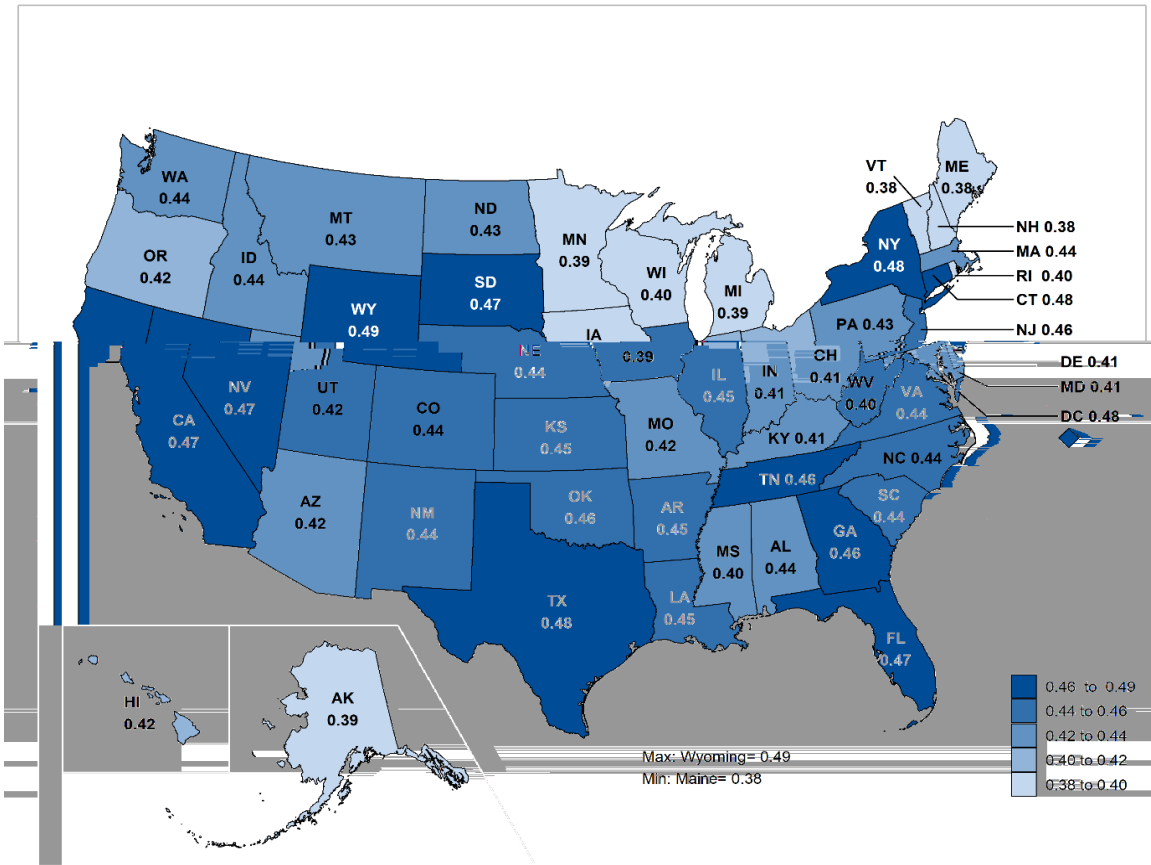 WA
0.44
OR
0.42
ID
0.44
MT
0.43
ND
0.43
MN
0.39
WI
0.40
MI
0.39
VT
0.38
ME
0.38
NH 0.38
MA 0.44
RI 0.40
CT 0.48
NJ 0.46
NY
0.48
WY
0.49
SD
0.47
IA
0.39
NE
0.44
PA 0.43
DE 0.41
MD 0.41
DC 0.48
CA
0.47
NV
0.47
UT
0.42
CO
0.44
KS
0.45
MO
0.42
IL
0.45
IN
0.41
CH
0.41
WV
0.40
VA
0.44
KY 0.41
NC 0.44
TN 0.46
SC
0.44
AZ
0.42
NM
0.44
OK
0.46
AR
0.45
MS
0.40
AL
0.44
GA
0.46
TX
0.48
LA
0.45
FL
0.47
HI
0.42
AK
0.39
0.46 to 0.49
0.44 to 0.46
0.42 to 0.44
0.40 to 0.42
0.38 to 0.40
Max: Wyoming= 0.49
Min: Maine= 0.38